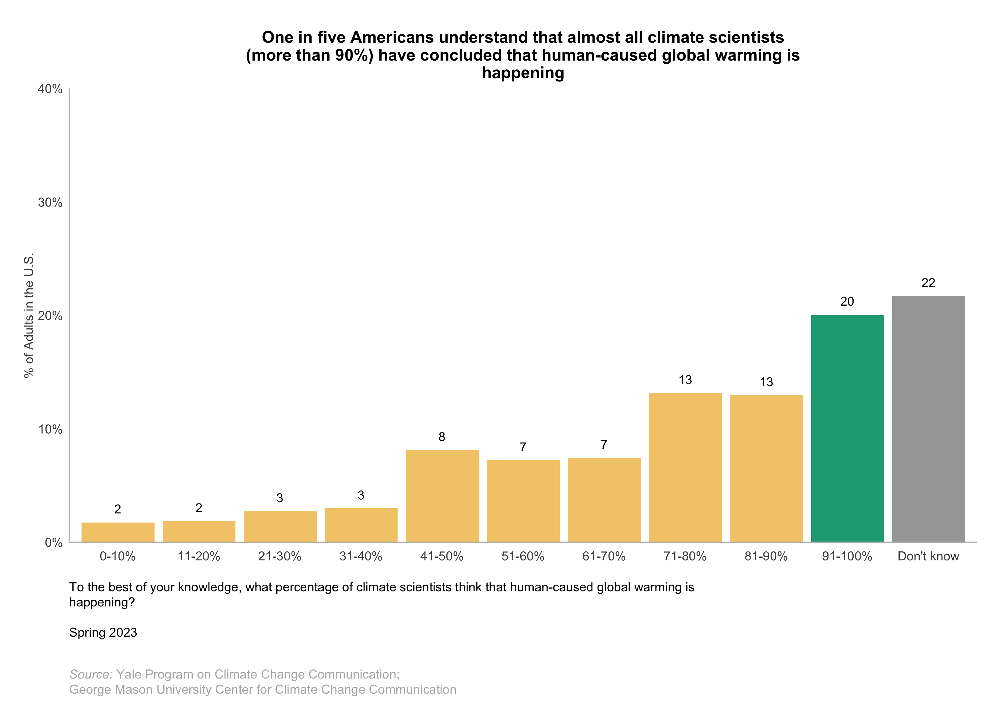 One in five Americans understand that almost all climate scientists
(more than 90%) have concluded that human-caused global warming is
happening
40%
30%
20%
10%
0%
% of Adults in the U.S.
2
2
3
3
8
7
7
13
13
20
22
0-10%
11-20%
21-30%
31-40%
41-50%
51-60%
61-70%
71-80%
81-90%
91-100%
Don't know
To the best of your knowledge, what percentage of climate scientists think that human-caused global warming is
happening?
Spring 2023
Source: Yale Program on Climate Change Communication;
George Mason University Center for Climate Change Communication